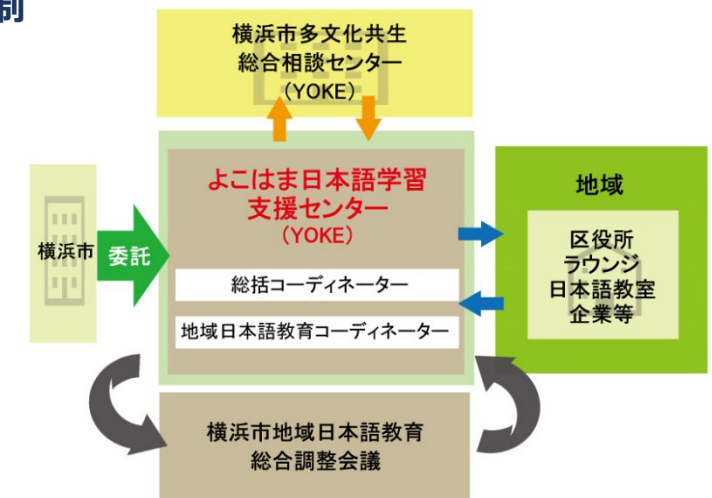 制
横浜市多文化共生
総合相談センター
(YOKE)
よこはま日本語学習
支援センター
(YOKE)
総括コーディネーター
地域日本語教育コーディネーター
横浜市
委託
地域
区役所
ラウンジ
日本語教室
企業等
横浜市地域日本語教育
総合調整会議